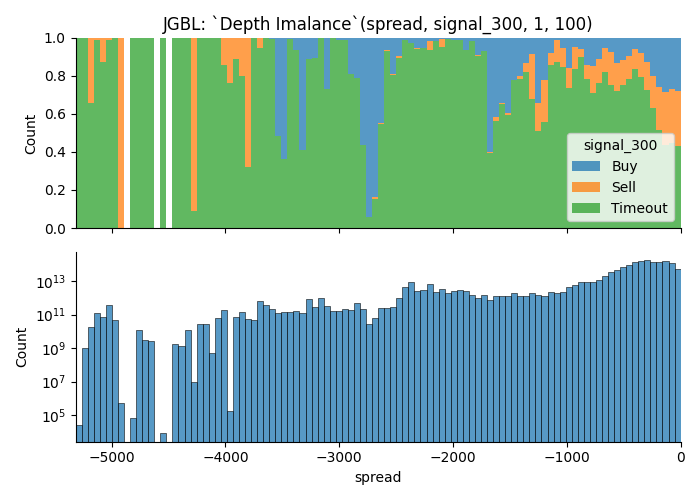 JGBL: `Depth Imalance`(spread, signal_300, 1, 100)
1.0
0.8
0.6
0.4
0.2
0.0
Count
signal_300
Buy
Sell
Timeout
10^13
10^11
10^9
10^7
10^5
Count
−5000 −4000 −3000 −2000 −1000 0
spread